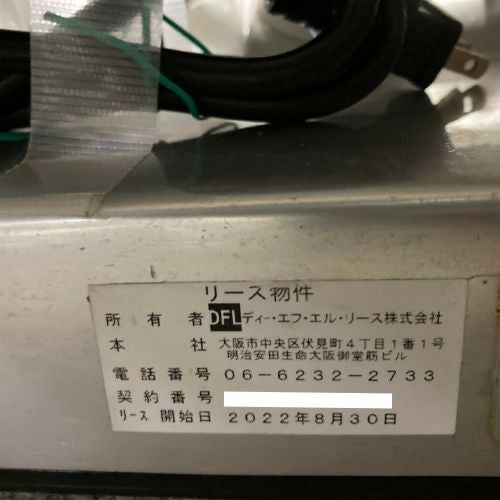 リース物件
所有者 DFL ディー・エフ・エル・リース株式会社
本社 大阪市中央区伏見町4丁目1番1号
明治安田生命大阪御堂筋ビル
電話番号 06-6232-2733
契約番号
リース開始日 2022年8月30日